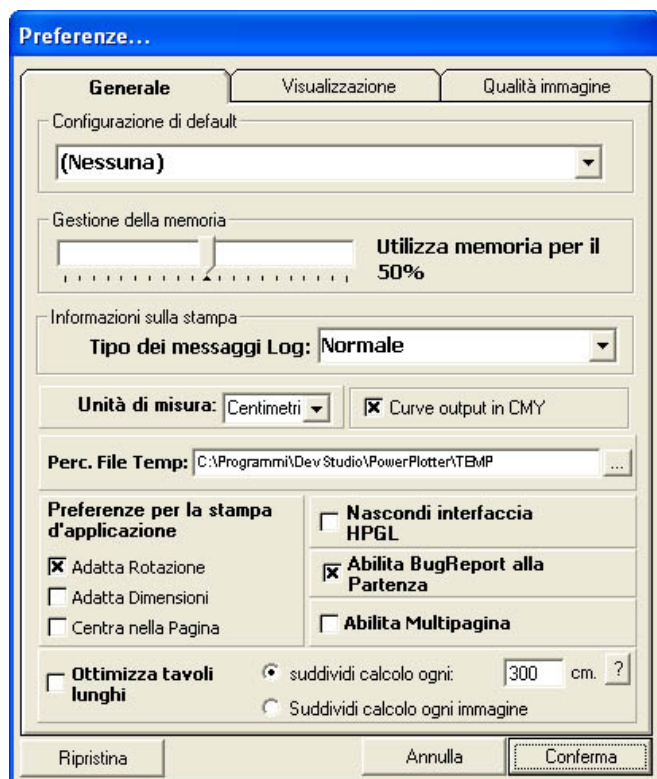 Preferenze...
Generale
Visualizzazione
Qualità immagine
Configurazione di default
(Nessuna)
Gestione della memoria
Utilizza memoria per il
50%
Informazioni sulla stampa
Tipo dei messaggi Log: Normale
Unità di misura: Centimetri
Curve output in CMY
Perc. File Temp: C:\Programmi\Dev Studio\PowerPlotter\TEMP ...
Preferenze per la stampa
d'applicazione
Adatta Rotazione
Adatta Dimensioni
Centra nella Pagina
Nascondi interfaccia
HPGL
Abilita BugReport alla
Partenza
Abilita Multipagina
Ottimizza tavoli
lunghi
suddividi calcolo ogni: 300 cm. ?
Suddividi calcolo ogni immagine
Ripristina
Annulla
Conferma